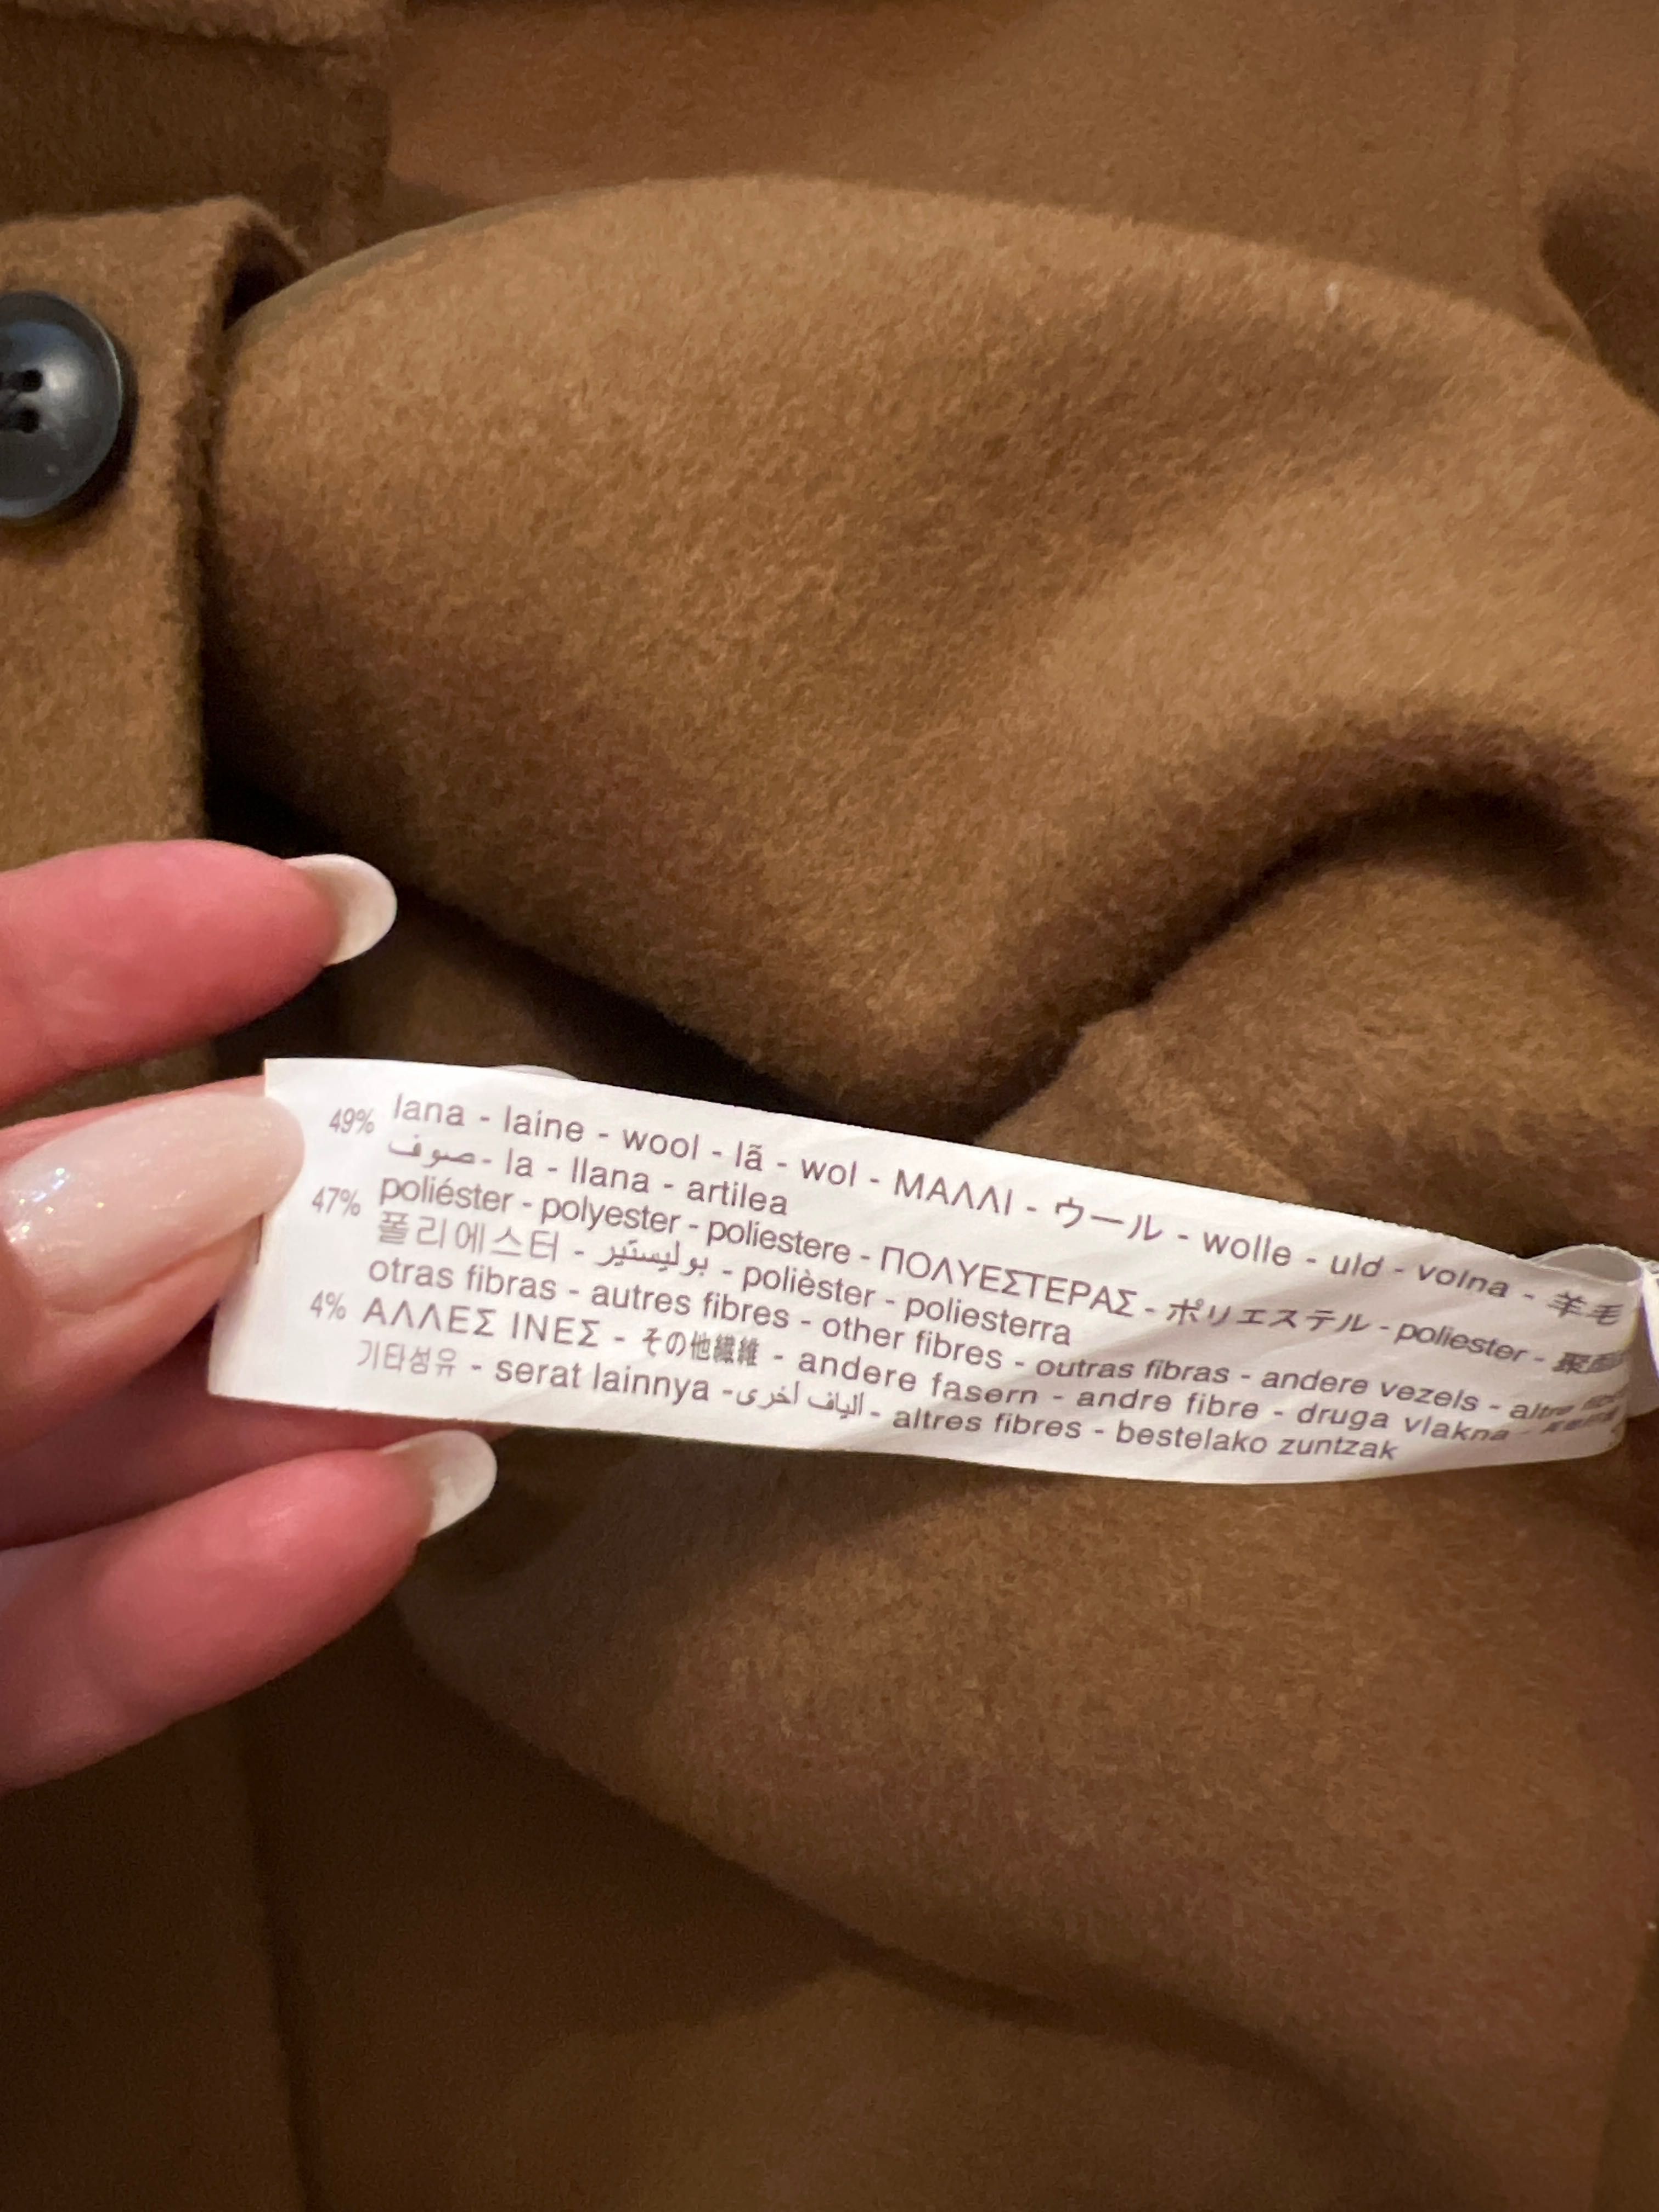 49% lana - laine - wool - lã - wol - ΜΑΛΛΙ - ウール - wolle - uld - volna - 羊毛
صوف - la - llana - artilea
47% poliéster - polyester - poliestere - ΠΟΛΥΕΣΤΕΡΑΣ - ポリエステル - poliester -
폴리에스터 - بوليستير - polièster - poliesterra
4% otras fibras - autres fibres - other fibres - outras fibras - andere vezels - altre
ΑΛΛΕΣ ΙΝΕΣ - その他繊維 - andere fasern - andre fibre - druga vlakna -
기타섬유 - serat lainnya - الياف أخرى - altres fibres - bestelako zuntzak